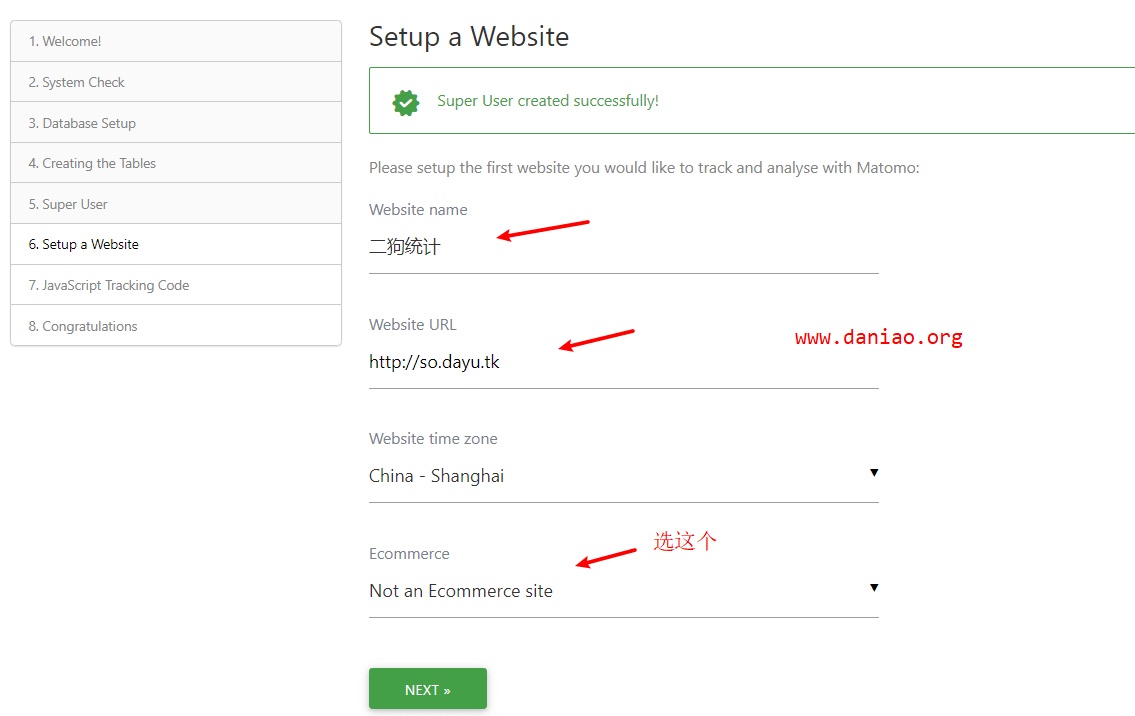 1. Welcome!
2. System Check
3. Database Setup
4. Creating the Tables
5. Super User
6. Setup a Website
7. JavaScript Tracking Code
8. Congratulations
Setup a Website
Super User created successfully!
Please setup the first website you would like to track and analyse with Matomo:
Website name
二狗统计
Website URL
www.daniao.org
http://so.dayu.tk
Website time zone
China - Shanghai
选这个
Ecommerce
Not an Ecommerce site
NEXT »